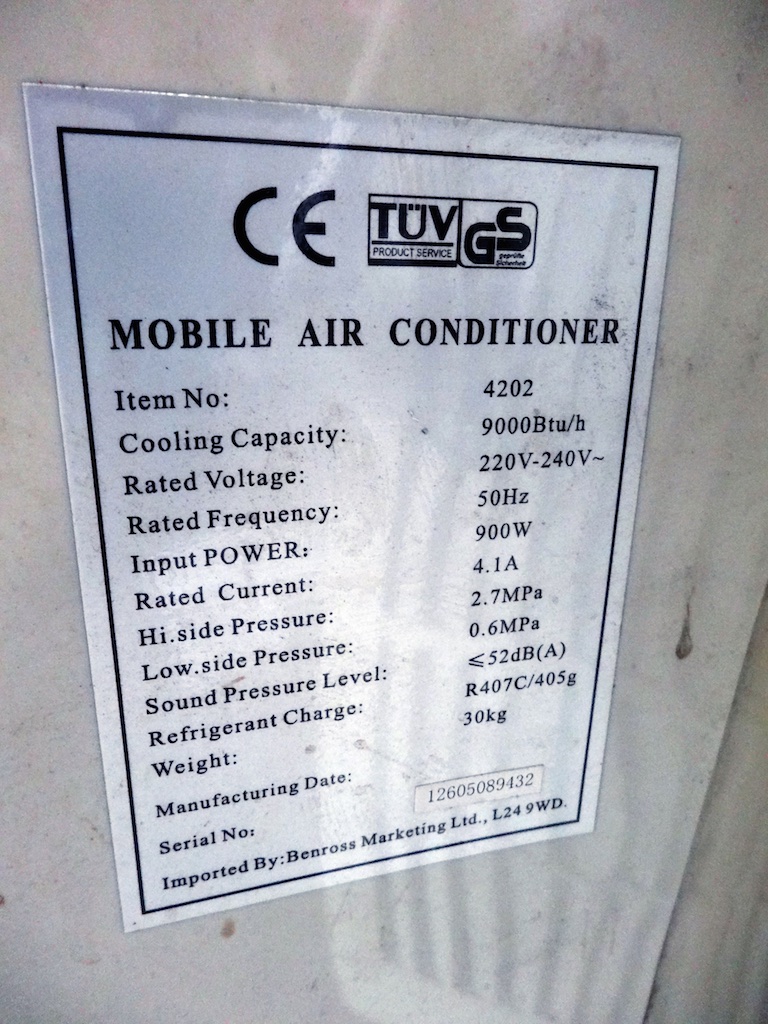 CE TÜV PRODUCT SERVICE GS geprüfte Sicherheit
MOBILE AIR CONDITIONER
Item No: 4202
Cooling Capacity: 9000Btu/h
Rated Voltage: 220V-240V~
Rated Frequency: 50Hz
Input POWER: 900W
Rated Current: 4.1A
Hi.side Pressure: 2.7MPa
Low.side Pressure: 0.6MPa
Sound Pressure Level: ⩽52dB(A)
Refrigerant Charge: R407C/405g
Weight: 30kg
Manufacturing Date:
Serial No: 12605089432
Imported By:Benross Marketing Ltd., L24 9WD.